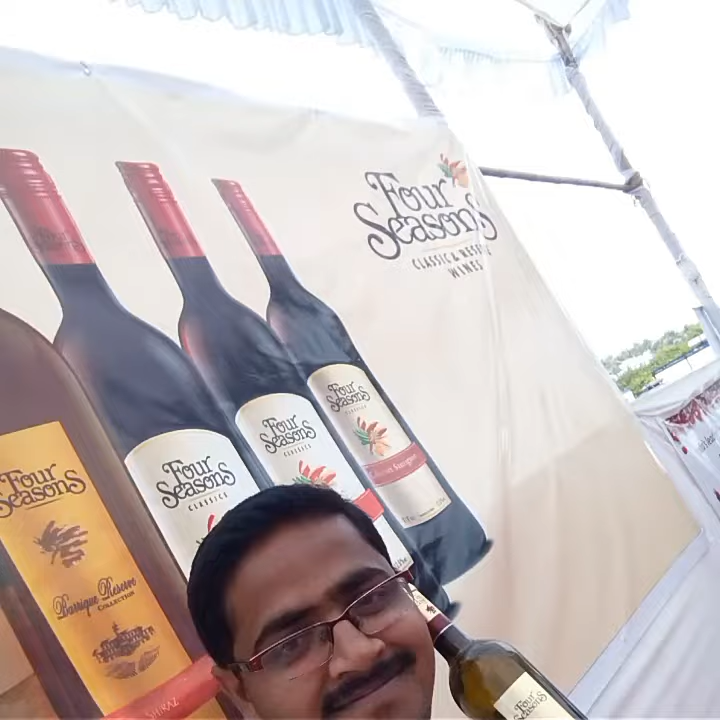 Four
Seasons
CLASSIC & RESERVE
WINES
Four
Seasons
Barrique Reserve
COLLECTION
SHIRAZ
Four
Seasons
CLASSICS
Four
Seasons
CLASSICS
Four
Seasons
CLASSICS
Four
Seasons